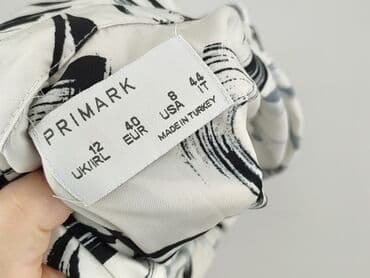 PRIMARK
12 40 8 44
UK/IRL EUR USA IT
MADE IN TURKEY